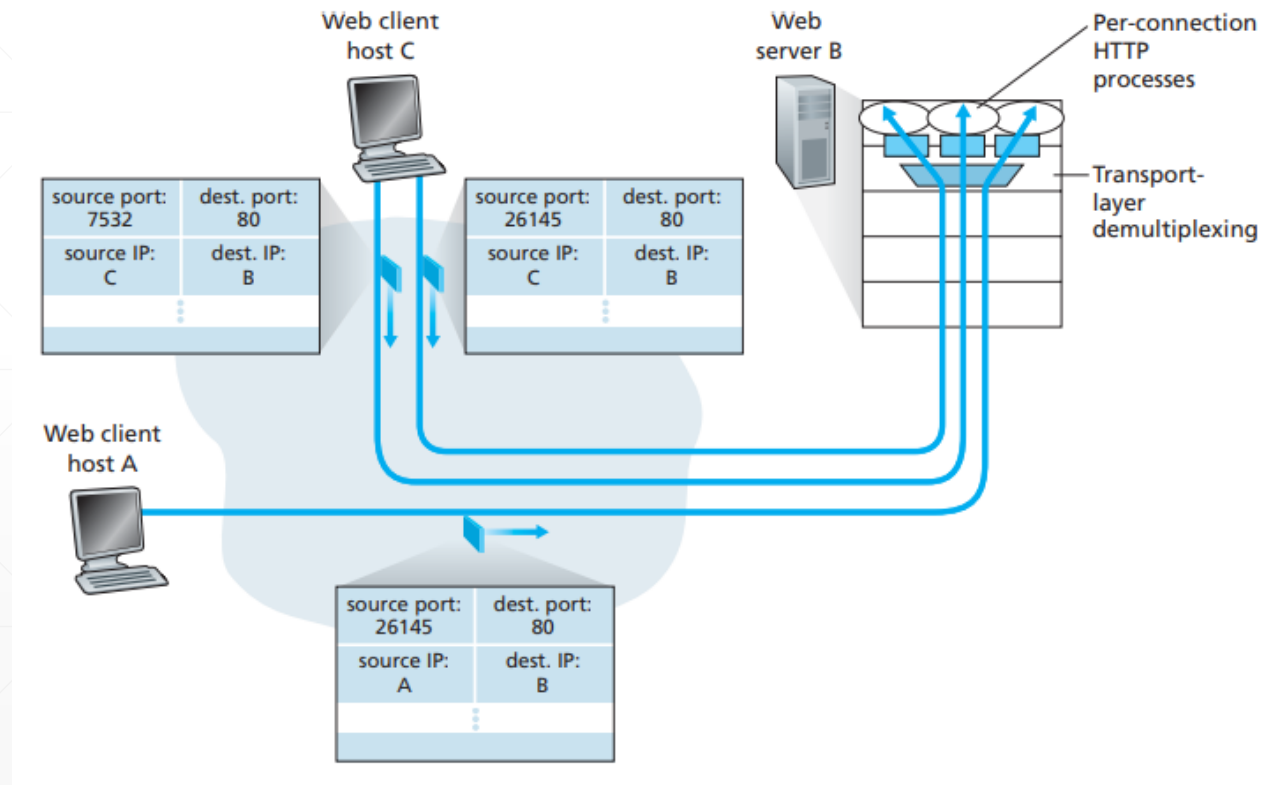 Web client
host C
Web
server B
Per-connection
HTTP
processes
Transport-
layer
demultiplexing
source port:
7532
dest. port:
80
source IP:
C
dest. IP:
B
source port:
26145
dest. port:
80
source IP:
C
dest. IP:
B
Web client
host A
source port:
26145
dest. port:
80
source IP:
A
dest. IP:
B